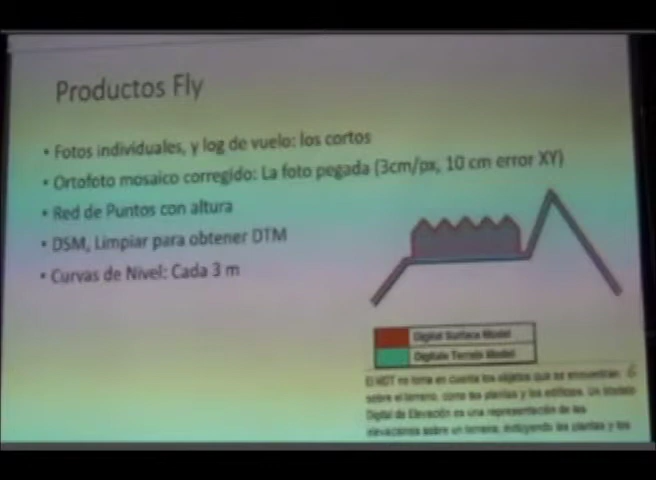 Productos Fly
• Fotos individuales, y log de vuelo: los cortos
• Ortofoto mosaico corregido: La foto pegada (3cm/px, 10 cm error XY)
• Red de Puntos con altura
• DSM, Limpiar para obtener DTM
• Curvas de Nivel: Cada 3 m
Digital Surface Model
Digitale Terrain Model
El MDT no toma en cuenta los objetos que se encuentran
sobre el terreno, como las plantas y los edificios. Un Modelo
Digital de Elevación es una representación de las
elevaciones sobre un terreno, incluyendo las plantas y los